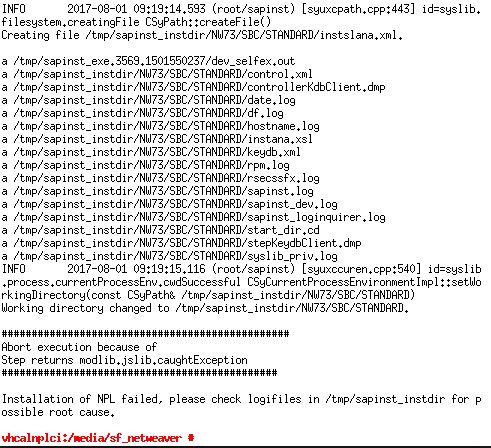 INFO       2017-08-01 09:19:14.593 (root/sapinst) [syuxcpath.cpp:443] id=syslib.
filesystem.creatingFile CSyPath::createFile()
Creating file /tmp/sapinst_instdir/NW73/SBC/STANDARD/instslana.xml.
a /tmp/sapinst_exe.3569.1501550237/dev_selfex.out
a /tmp/sapinst_instdir/NW73/SBC/STANDARD/control.xml
a /tmp/sapinst_instdir/NW73/SBC/STANDARD/controllerKdbClient.dmp
a /tmp/sapinst_instdir/NW73/SBC/STANDARD/date.log
a /tmp/sapinst_instdir/NW73/SBC/STANDARD/df.log
a /tmp/sapinst_instdir/NW73/SBC/STANDARD/hostname.log
a /tmp/sapinst_instdir/NW73/SBC/STANDARD/instana.xsl
a /tmp/sapinst_instdir/NW73/SBC/STANDARD/keydb.xml
a /tmp/sapinst_instdir/NW73/SBC/STANDARD/rpm.log
a /tmp/sapinst_instdir/NW73/SBC/STANDARD/rsecssfx.log
a /tmp/sapinst_instdir/NW73/SBC/STANDARD/sapinst.log
a /tmp/sapinst_instdir/NW73/SBC/STANDARD/sapinst_dev.log
a /tmp/sapinst_instdir/NW73/SBC/STANDARD/sapinst_loginquirer.log
a /tmp/sapinst_instdir/NW73/SBC/STANDARD/start_dir.cd
a /tmp/sapinst_instdir/NW73/SBC/STANDARD/stepKeydbClient.dmp
a /tmp/sapinst_instdir/NW73/SBC/STANDARD/syslib_priv.log
INFO       2017-08-01 09:19:15.116 (root/sapinst) [syuxccuren.cpp:540] id=syslib
.process.currentProcessEnv.cwdSuccessful CSyCurrentProcessEnvironmentImpl::setWo
rkingDirectory(const CSyPath& /tmp/sapinst_instdir/NW73/SBC/STANDARD)
Working directory changed to /tmp/sapinst_instdir/NW73/SBC/STANDARD.
################################################
Abort execution because of
Step returns modlib.jslib.caughtException
##############################################
Installation of NPL failed, please check logifiles in /tmp/sapinst_instdir for p
ossible root cause.
vhcalnplci:/media/sf_netweaver #